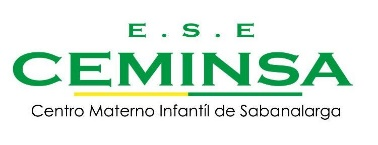 E . S . E
CEMINSA
Centro Materno Infantíl de Sabanalarga